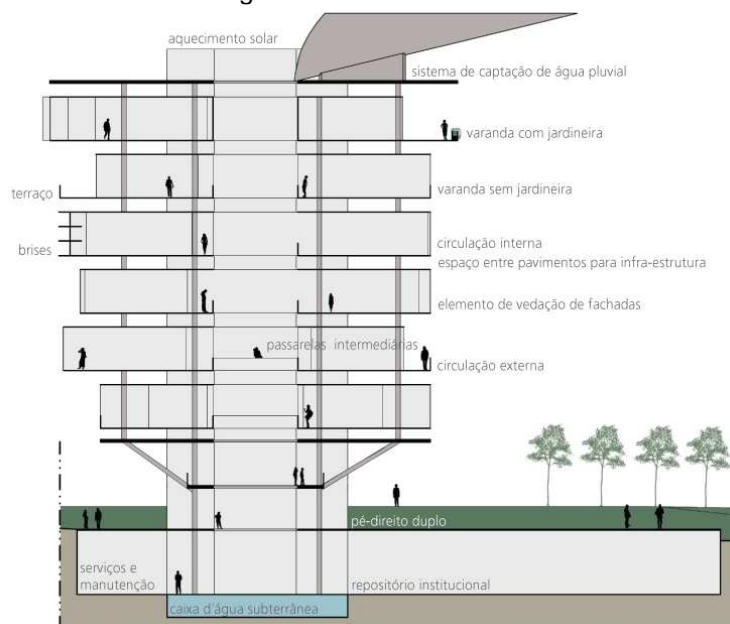 aquecimento solar
sistema de captação de água pluvial
varanda com jardineira
terraço
varanda sem jardineira
brises
circulação interna
espaço entre pavimentos para infra-estrutura
elemento de vedação de fachadas
passarelas intermediárias
circulação externa
pé-direito duplo
serviços e
manutenção
repositório institucional
caixa d'água subterrânea